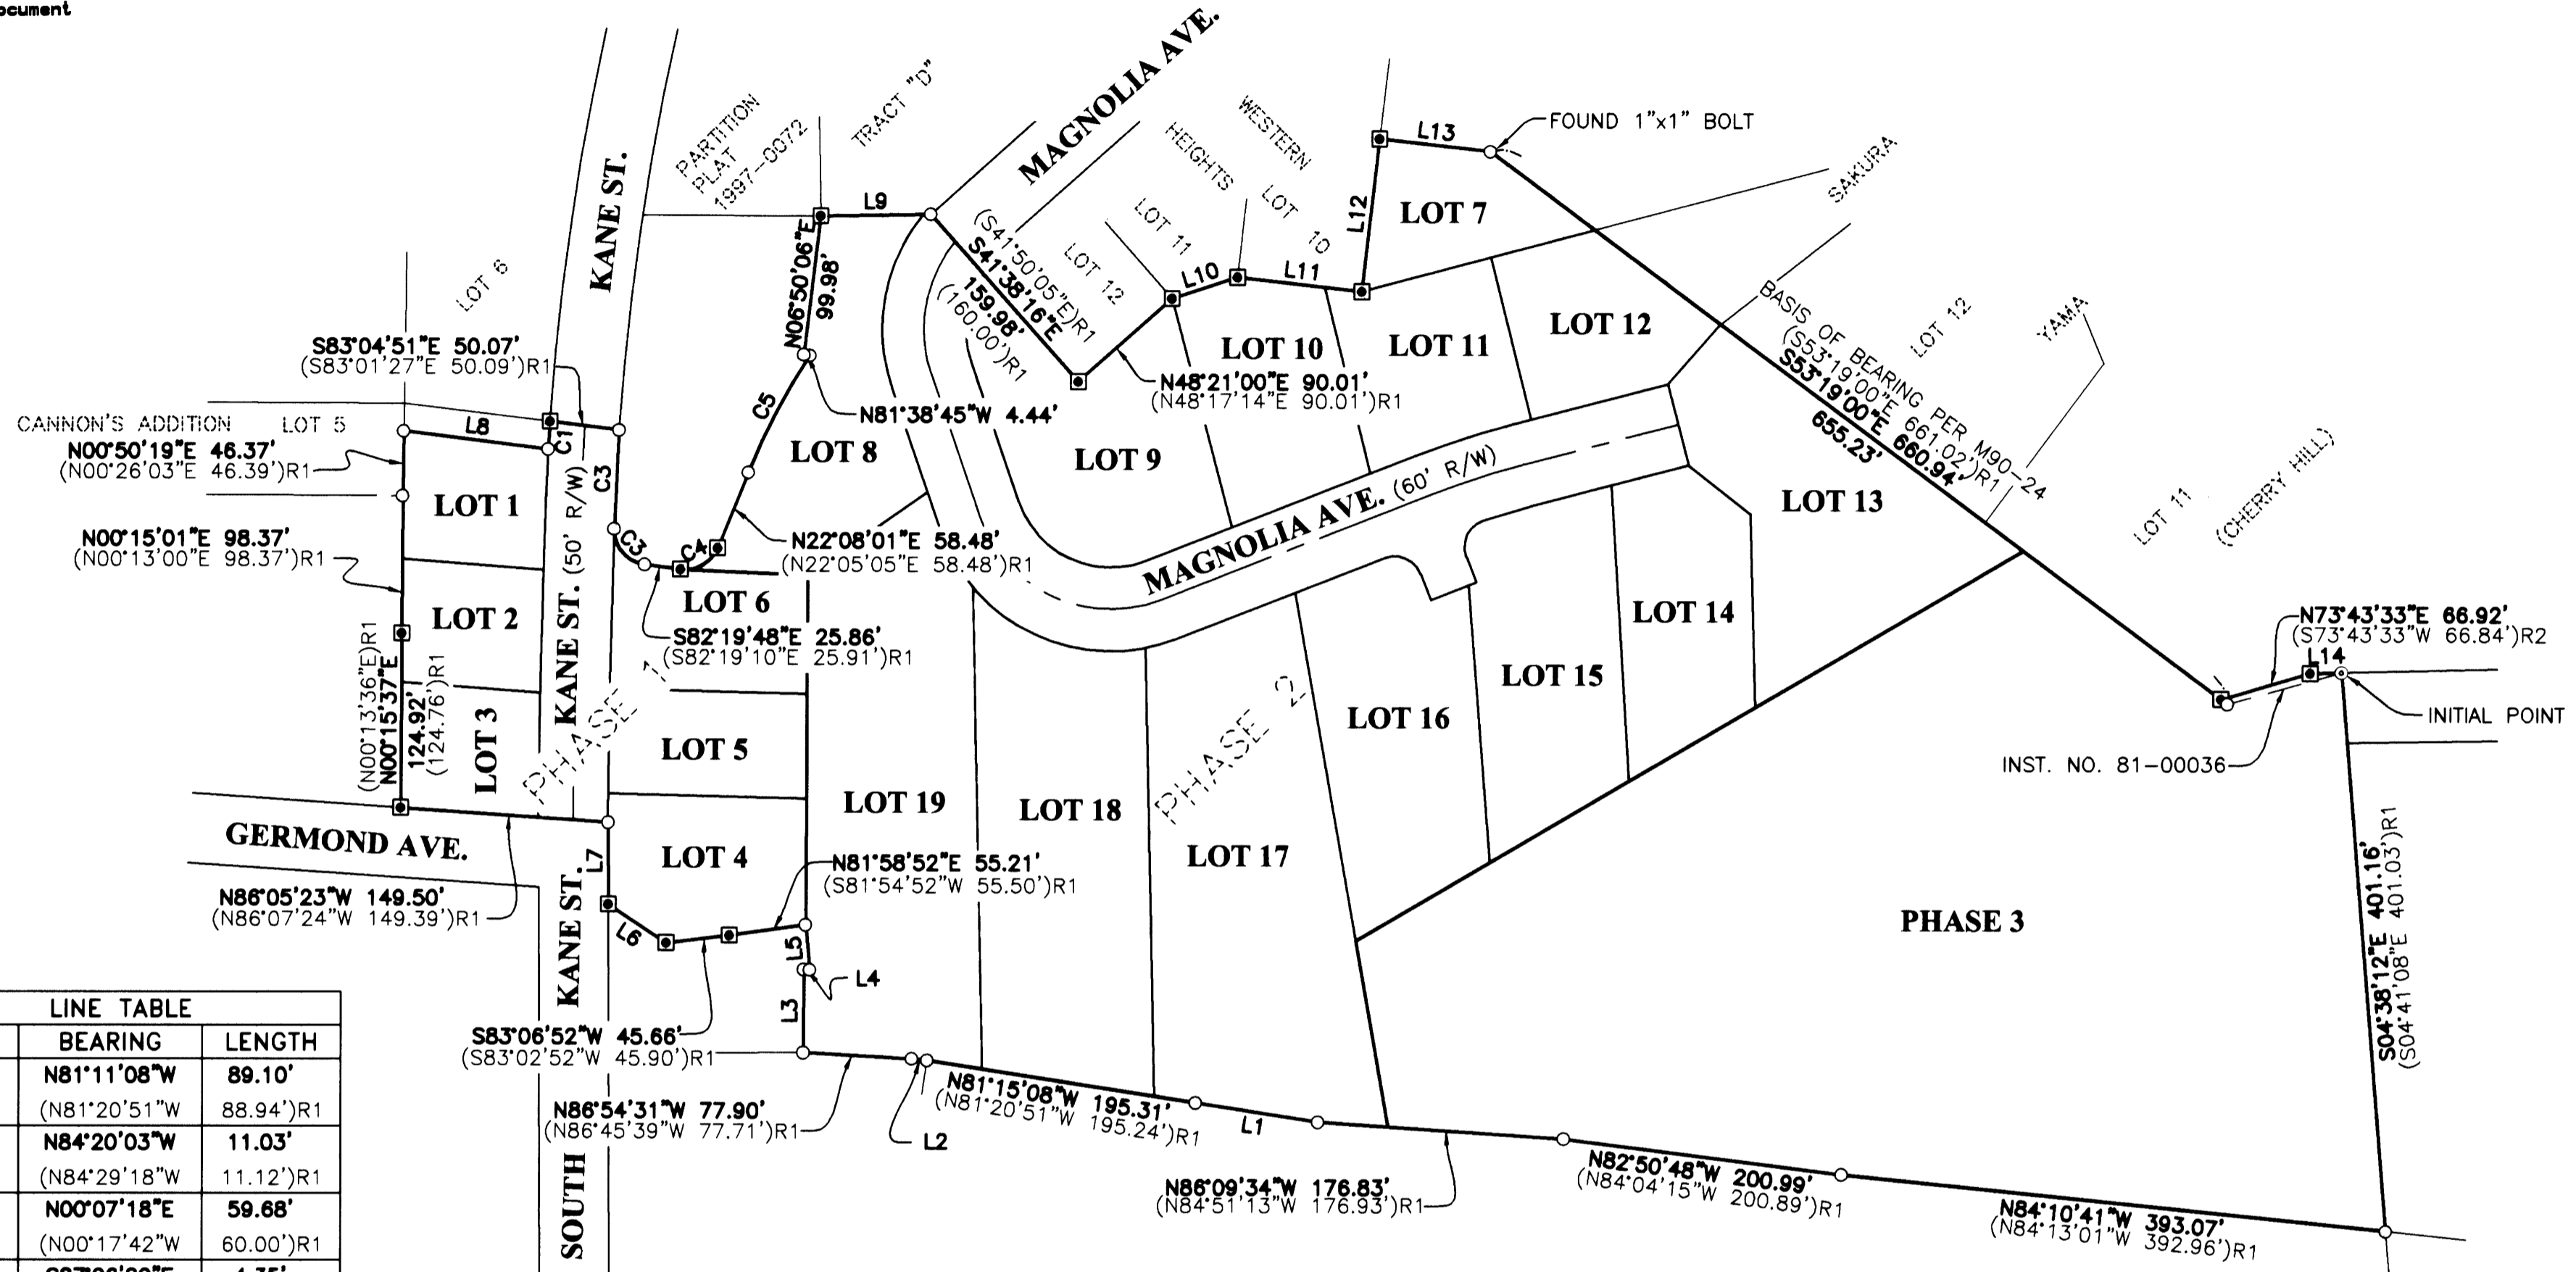 ocument
MAGNOLIA AVE.
KANE ST.
PARTITION
PLAT
1997-0072
TRACT "D"
WESTERN
HEIGHTS
LOT 10
LOT 11
LOT 12
L13
FOUND 1"x1" BOLT
SAKURA
L9
L12
LOT 7
N06°50'06"E
99.98'
(S41°50'05"E)R1
S41°38'16"E
159.98'
(160.00')R1
L10
L11
LOT 6
S83°04'51"E 50.07'
(S83°01'27"E 50.09')R1
LOT 10
LOT 11
LOT 12
BASIS OF BEARING PER M90-24
(S53°19'00"E 661.02')R1
S53°19'00"E 660.94'
655.23'
LOT 12
YAMA
N48°21'00"E 90.01'
(N48°17'14"E 90.01')R1
C5
N81°38'45"W 4.44'
CANNON'S ADDITION LOT 5
L8
C1
N00°50'19"E 46.37'
(N00°26'03"E 46.39')R1
LOT 8
LOT 9
LOT 1
C3
KANE ST. (50' R/W)
MAGNOLIA AVE. (60' R/W)
LOT 13
LOT 11
(CHERRY HILL)
N00°15'01"E 98.37'
(N00°13'00"E 98.37')R1
C3
C4
N22°08'01"E 58.48'
(N22°05'05"E 58.48')R1
LOT 2
LOT 6
LOT 14
S82°19'48"E 25.86'
(S82°19'10"E 25.91')R1
N73°43'33"E 66.92'
(S73°43'33"W 66.84')R2
L14
(N00°13'36"E)R1
N00°15'37"E
124.92'
(124.76')R1
LOT 3
PHASE 1
LOT 5
PHASE 2
LOT 16
LOT 15
INITIAL POINT
INST. NO. 81-00036
LOT 19
LOT 18
LOT 17
GERMOND AVE.
L7
LOT 4
N81°58'52"E 55.21'
(S81°54'52"W 55.50')R1
N86°05'23"W 149.50'
(N86°07'24"W 149.39')R1
SOUTH KANE ST.
L6
L5
L4
L3
PHASE 3
S04°38'12"E 401.16'
(S04°41'08"E 401.03')R1
S83°06'52"W 45.66'
(S83°02'52"W 45.90')R1
N86°54'31"W 77.90'
(N86°45'39"W 77.71')R1
L2
N81°15'08"W 195.31'
(N81°20'51"W 195.24')R1
L1
N86°09'34"W 176.83'
(N84°51'13"W 176.93')R1
N82°50'48"W 200.99'
(N84°04'15"W 200.89')R1
N84°10'41"W 393.07'
(N84°13'01"W 392.96')R1
LINE TABLE
BEARING LENGTH
N81°11'08"W 89.10'
(N81°20'51"W 88.94')R1
N84°20'03"W 11.03'
(N84°29'18"W 11.12')R1
N00°07'18"E 59.68'
(N00°17'42"W 60.00')R1